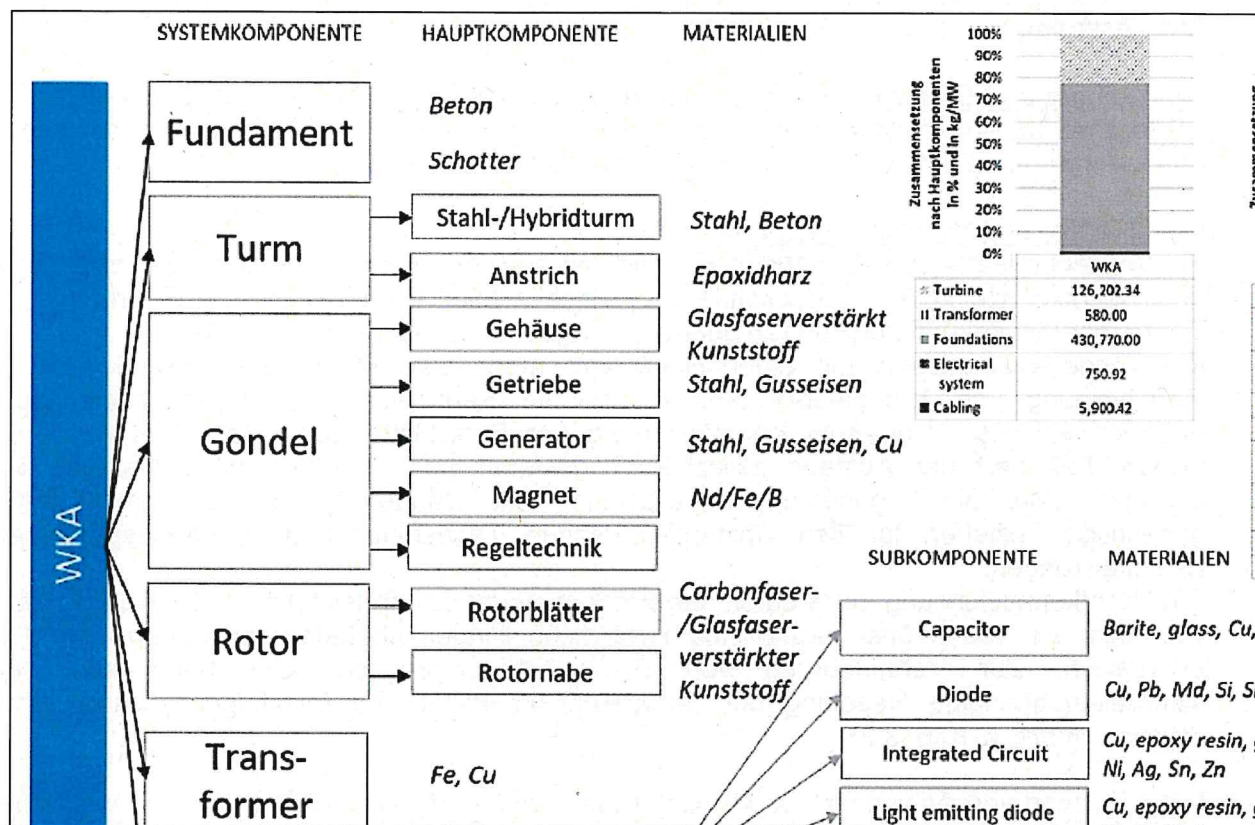 SYSTEMKOMPONENTE
HAUPTKOMPONENTE
MATERIALIEN
WKA
Fundament
Beton
Schotter
Turm
Stahl-/Hybridturm
Stahl, Beton
Anstrich
Epoxidharz
Gondel
Gehäuse
Glasfaserverstärkt
Kunststoff
Getriebe
Stahl, Gusseisen
Generator
Stahl, Gusseisen, Cu
Magnet
Nd/Fe/B
Regeltechnik
Rotor
Rotorblätter
Rotornabe
Carbonfaser-
/Glasfaser-
verstärkter
Kunststoff
Trans-
former
Fe, Cu
Zusammensetzung
nach Hauptkomponenten
In % und In kg/MW
100%
90%
80%
70%
60%
50%
40%
30%
20%
10%
0%
WKA
Turbine 126,202.34
Transformer 580.00
Foundations 430,770.00
Electrical
system 750.92
Cabling 5,900.42
Zusammensetzung
SUBKOMPONENTE
MATERIALIEN
Capacitor
Barite, glass, Cu,
Diode
Cu, Pb, Md, Si, S
Integrated Circuit
Cu, epoxy resin, g
Ni, Ag, Sn, Zn
Light emitting diode
Cu, epoxy resin, g